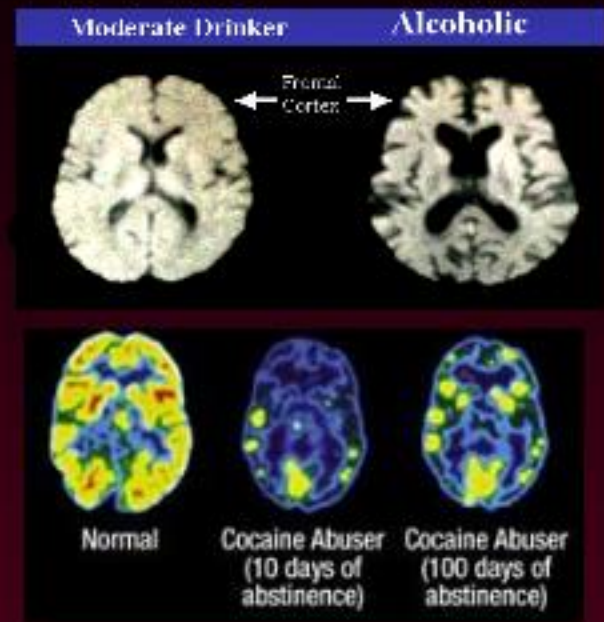 Moderate Drinker
Alcoholic
Frontal
Cortex
Normal
Cocaine Abuser
(10 days of
abstinence)
Cocaine Abuser
(100 days of
abstinence)